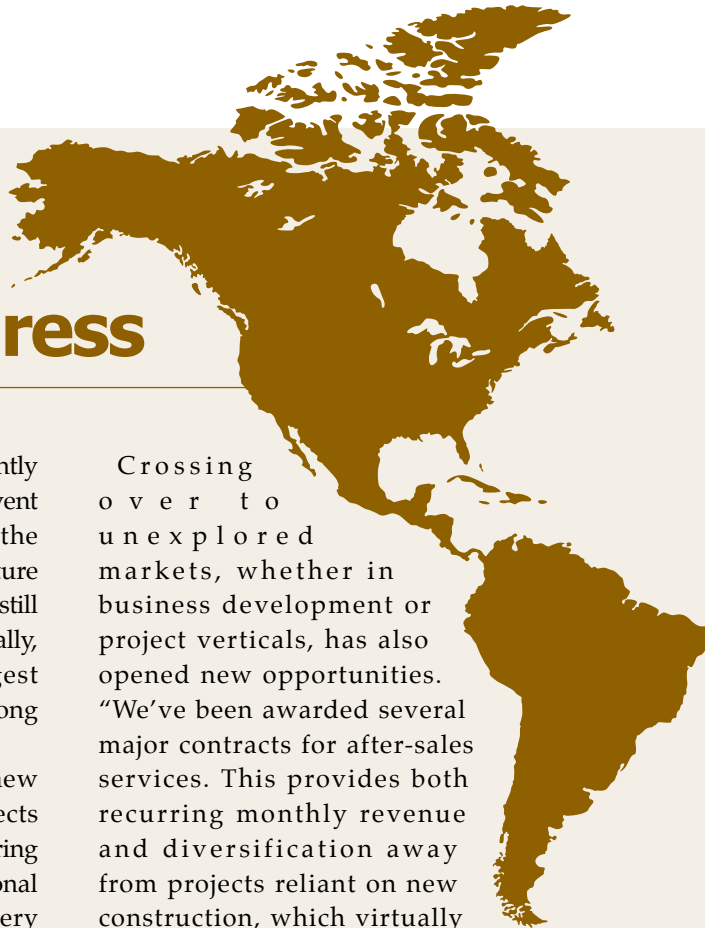 ress
ntly
vent
the
ture
still
ally,
gest
ong
new
ects
ring
onal
ery
Crossing
over to
unexplored
markets, whether in
business development or
project verticals, has also
opened new opportunities.
“We’ve been awarded several
major contracts for after-sales
services. This provides both
recurring monthly revenue
and diversification away
from projects reliant on new
construction, which virtually